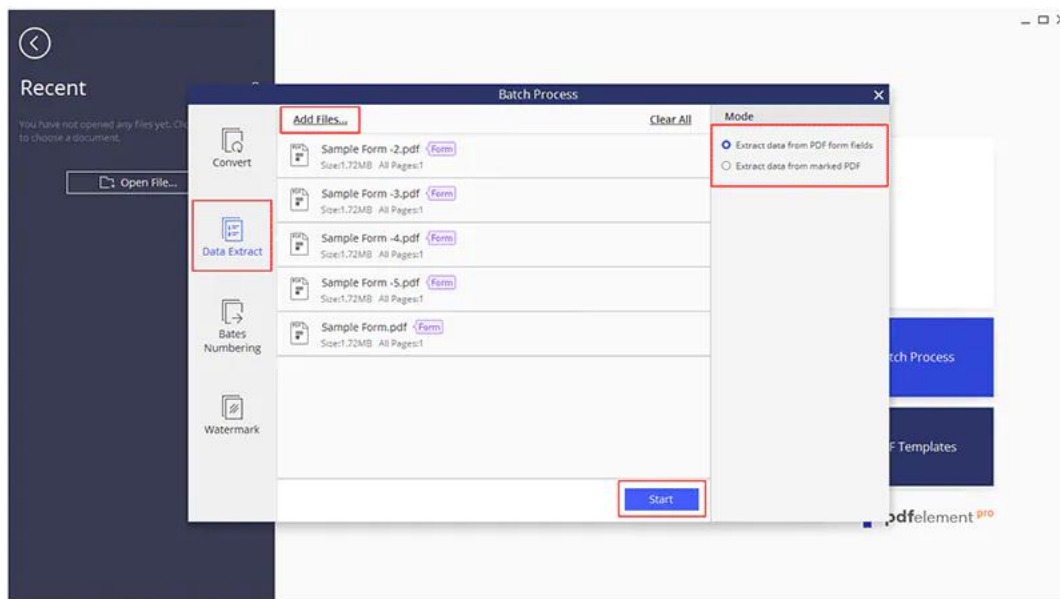 Recent
You have not opened any files yet. Clic
to choose a document.
Open File...
Batch Process
Convert
Data Extract
Bates
Numbering
Watermark
Add Files...
Clear All
Sample Form -2.pdf Form
Size:1.72MB All Pages:1
Sample Form -3.pdf Form
Size:1.72MB All Pages:1
Sample Form -4.pdf Form
Size:1.72MB All Pages:1
Sample Form -5.pdf Form
Size:1.72MB All Pages:1
Sample Form.pdf Form
Size:1.72MB All Pages:1
Start
Mode
Extract data from PDF form fields
Extract data from marked PDF
tch Process
F Templates
pdfelement pro